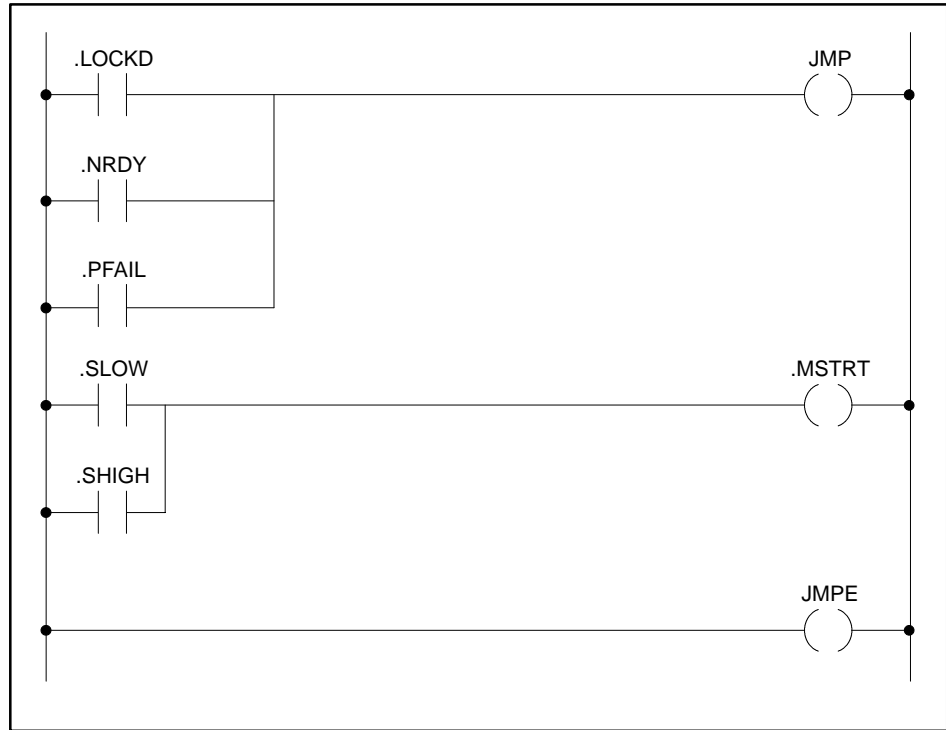 .LOCKD
JMP
.NRDY
.PFAIL
.SLOW
.MSTRT
.SHIGH
JMPE